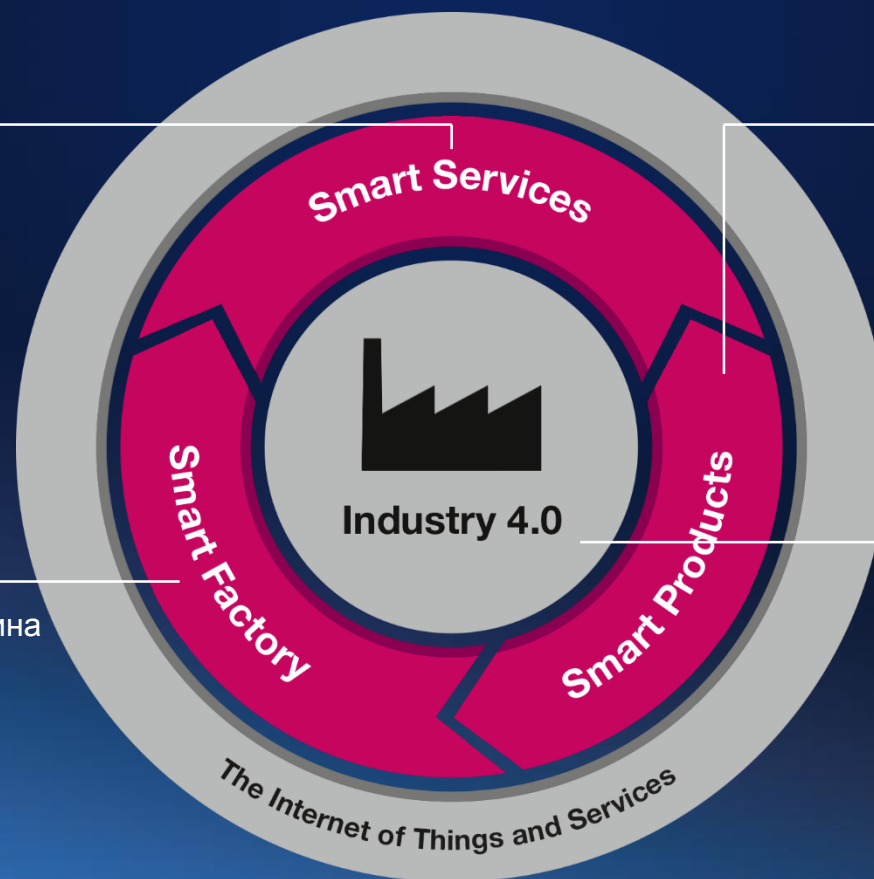 Smart Services
Industry 4.0
Smart Factory
Smart Products
The Internet of Things and Services